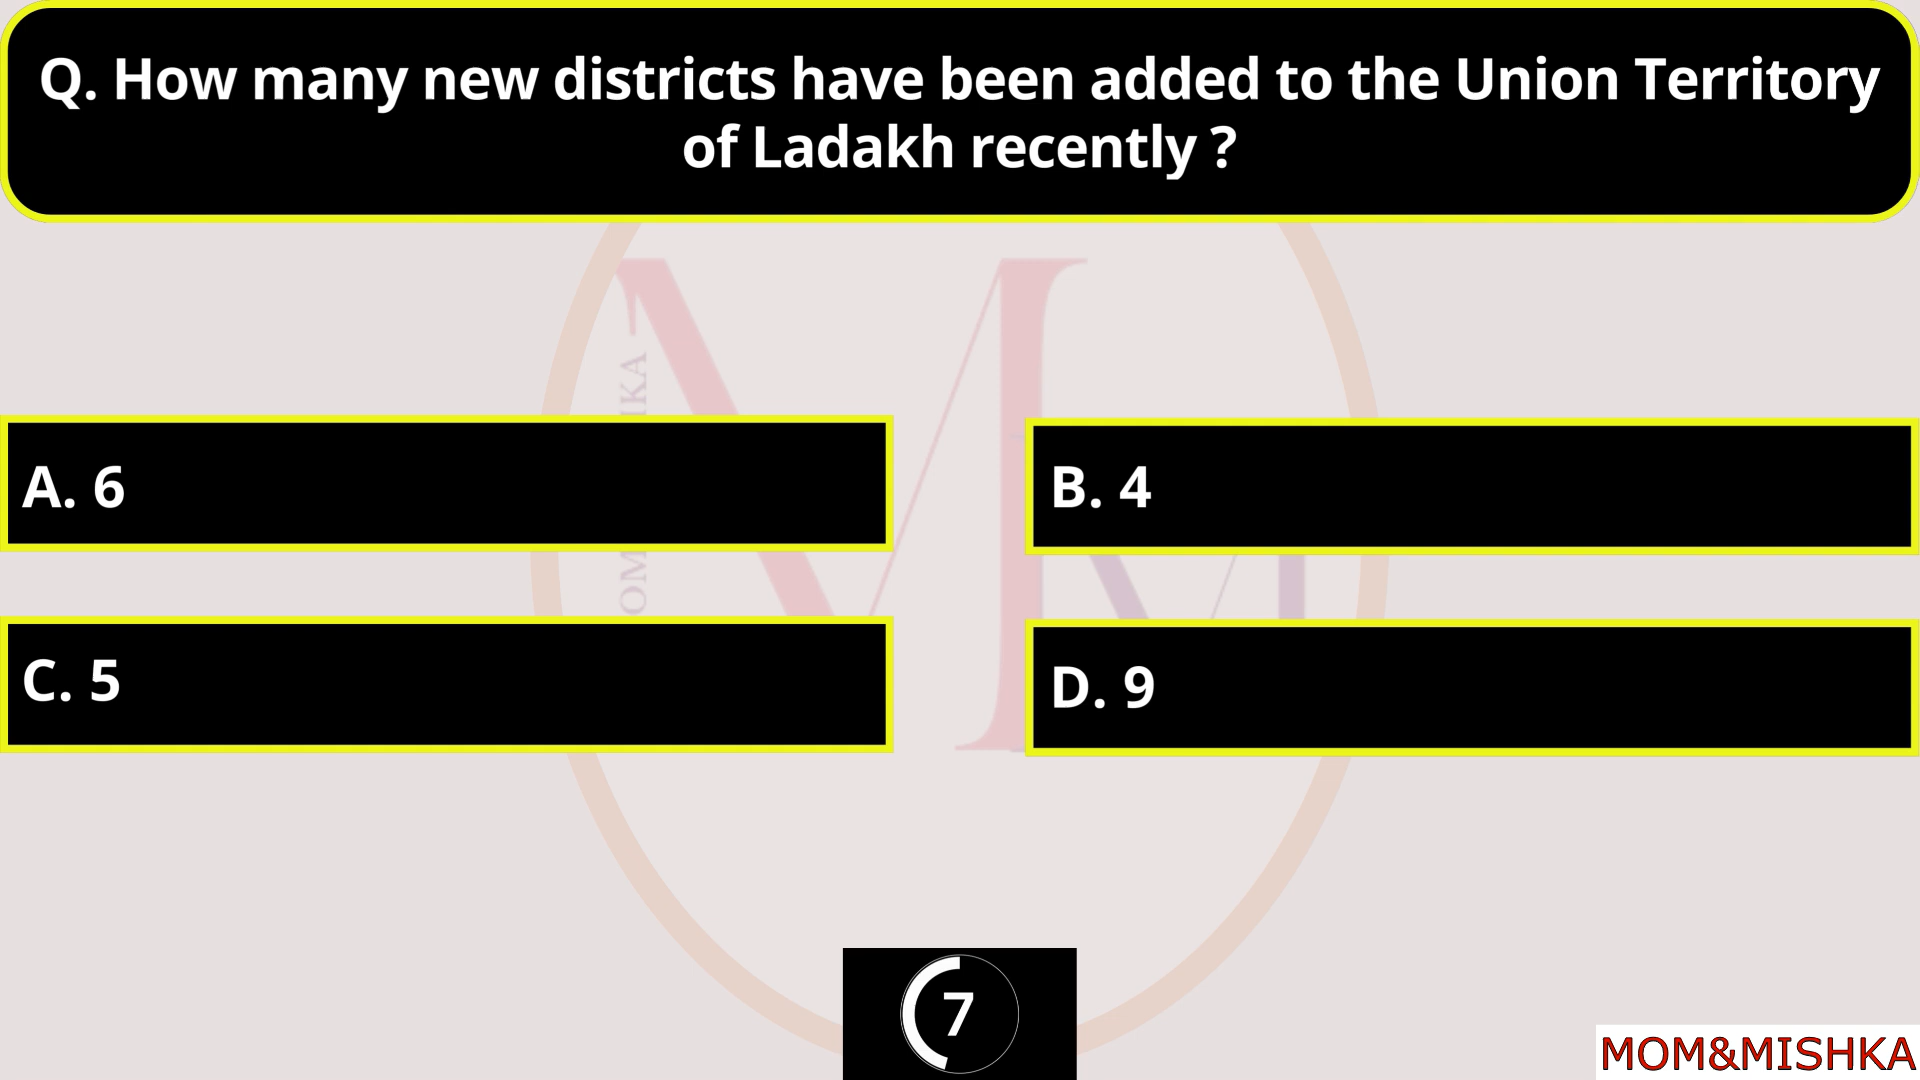 Q. How many new districts have been added to the Union Territory
of Ladakh recently ?
A. 6
B. 4
C. 5
D. 9
7
MOM&MISHKA